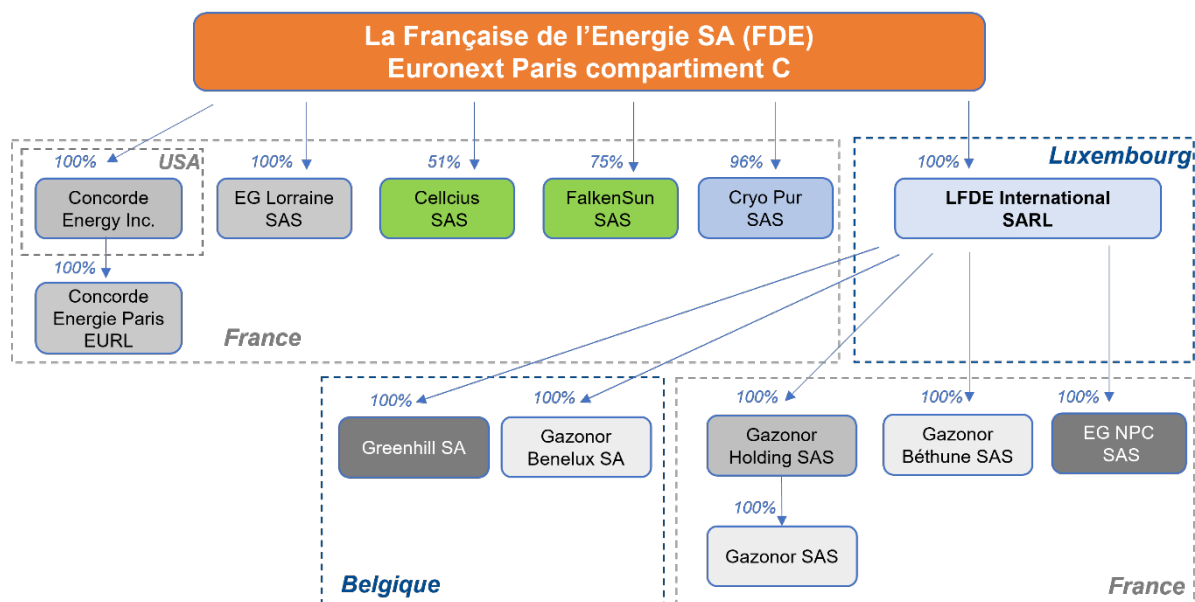 La Française de l’Energie SA (FDE)
Euronext Paris compartiment C
100%
USA
100%
51%
75%
96%
100%
Luxembourg
Concorde
Energy Inc.
EG Lorraine
SAS
Cellcius
SAS
FalkenSun
SAS
Cryo Pur
SAS
LFDE International
SARL
100%
Concorde
Energie Paris
EURL
France
100%
100%
100%
100%
100%
Greenhill SA
Gazonor
Benelux SA
Gazonor
Holding SAS
Gazonor
Béthune SAS
EG NPC
SAS
100%
Gazonor SAS
Belgique
France